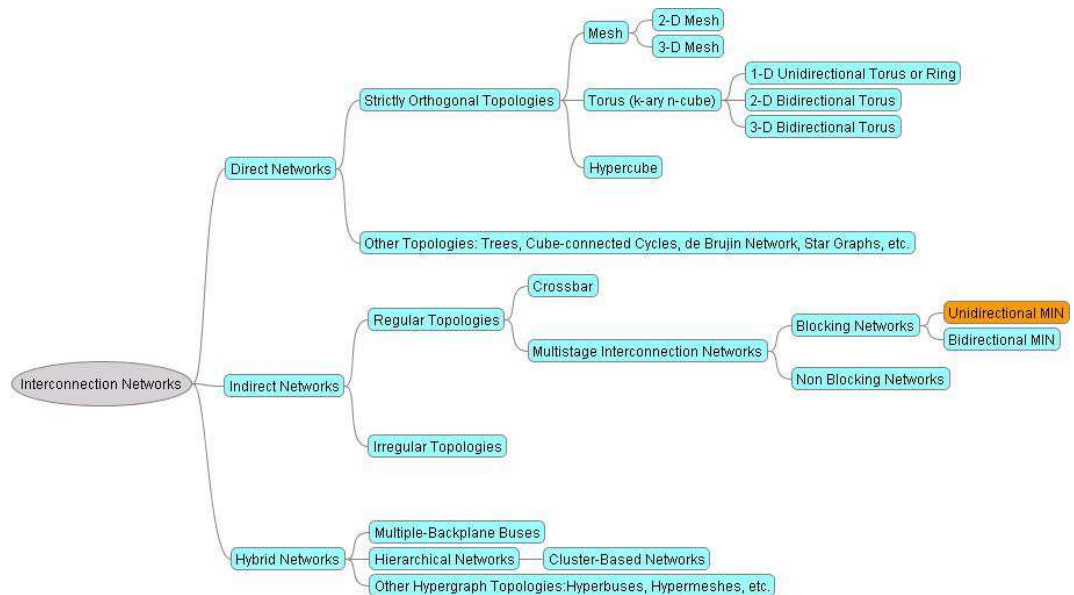 2-D Mesh
Mesh
3-D Mesh
1-D Unidirectional Torus or Ring
Strictly Orthogonal Topologies
Torus (k-ary n-cube)
2-D Bidirectional Torus
3-D Bidirectional Torus
Direct Networks
Hypercube
Other Topologies: Trees, Cube-connected Cycles, de Brujin Network, Star Graphs, etc.
Crossbar
Regular Topologies
Unidirectional MIN
Blocking Networks
Bidirectional MIN
Multistage Interconnection Networks
Interconnection Networks
Indirect Networks
Non Blocking Networks
Irregular Topologies
Multiple-Backplane Buses
Hybrid Networks
Hierarchical Networks
Cluster-Based Networks
Other Hypergraph Topologies:Hyperbuses, Hypermeshes, etc.